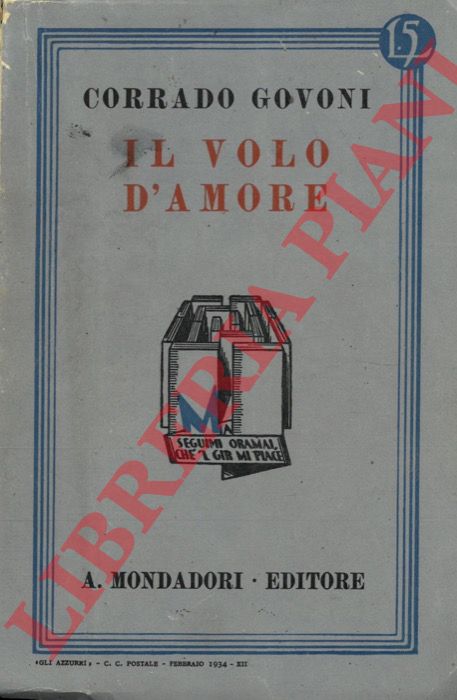 L.5
CORRADO GOVONI
IL VOLO
D'AMORE
M
A
SEGUIMI ORAMAI,
CHE 'L GIR MI PIACE
A. MONDADORI · EDITORE
«GLI AZZURRI» - C. C. POSTALE - FEBBRAIO 1934 - XII
LIBRERIA PIANI